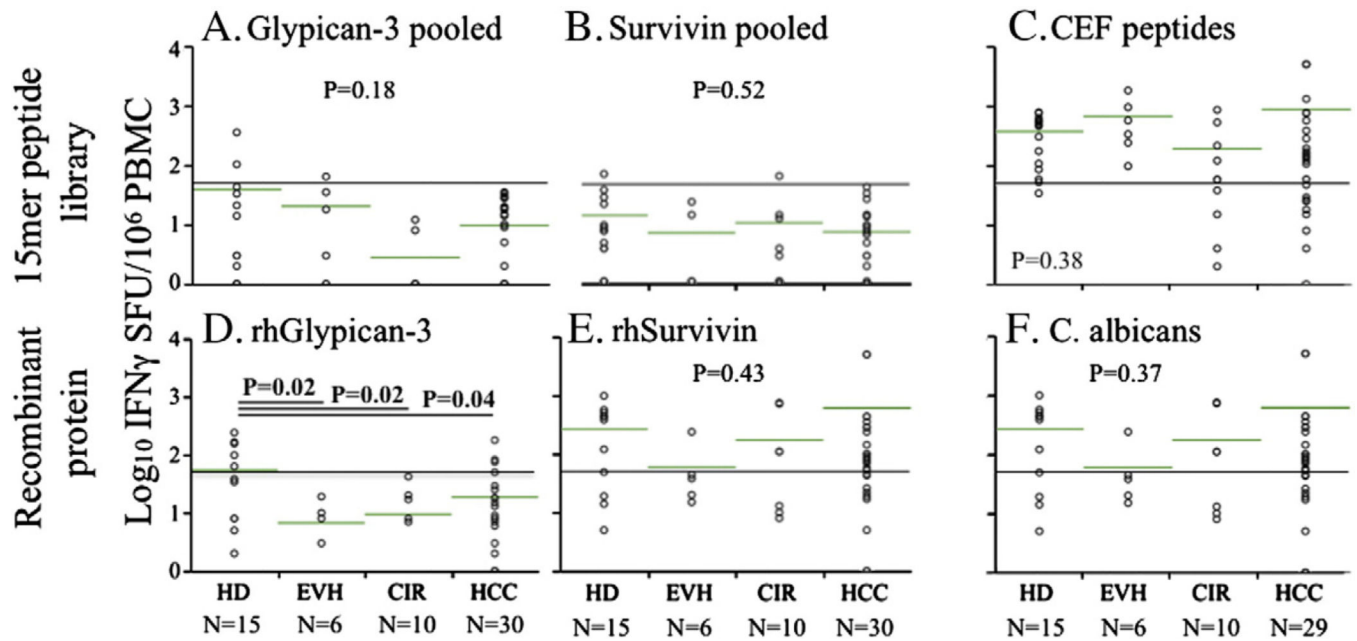 A. Glypican-3 pooled
B. Survivin pooled
C. CEF peptides
15mer peptide
library
Recombinant
protein
Log₁₀ IFNγ SFU/10⁶ PBMC
4
3
2
1
0
P=0.18
P=0.52
P=0.38
D. rhGlypican-3
E. rhSurvivin
F. C. albicans
4
3
2
1
0
P=0.02
P=0.02
P=0.04
P=0.43
P=0.37
HD EVH CIR HCC
N=15 N=6 N=10 N=30
HD EVH CIR HCC
N=15 N=6 N=10 N=30
HD EVH CIR HCC
N=15 N=6 N=10 N=29